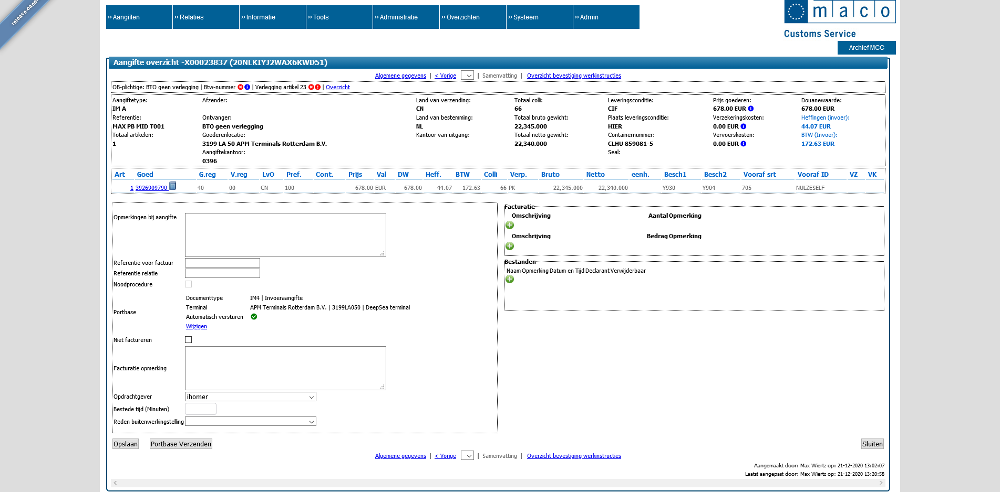 release-candi
»Aangiften »Relaties »Informatie »Tools »Administratie »Overzichten »Systeem »Admin
maco
Customs Service
Archief MCC
Aangifte overzicht -X00023837 (20NLKIYJ2WAX6KWD51)
Algemene gegevens | < Vorige | Samenvatting | Overzicht bevestiging werkinstructies
OB-plichtige: BTO geen verlegging | Btw-nummer | Verlegging artikel 23 | Overzicht
Aangiftetype: Afzender: Land van verzending: Totaal colli: Leveringsconditie: Prijs goederen: Douanewaarde:
IM A CN 66 CIF 678.00 EUR 678.00 EUR
Referentie: Ontvanger: Land van bestemming: Totaal bruto gewicht: Plaats leveringsconditie: Verzekeringskosten: Heffingen (invoer):
MAX PB MID T001 BTO geen verlegging NL 22,345.000 HIER 0.00 EUR 44.07 EUR
Totaal artikelen: Goederenlocatie: Kantoor van uitgang: Totaal netto gewicht: Containernummer: Vervoerskosten: BTW (Invoer):
1 3199 LA 50 APM Terminals Rotterdam B.V. 22,340.000 CLHU 859081-5 0.00 EUR 172.63 EUR
Aangiftekantoor: Seal:
0396
Art Goed G.reg V.reg LvO Pref. Cont. Prijs Val DW Heff. BTW Colli Verp. Bruto Netto eenh. Besch1 Besch2 Vooraf srt Vooraf ID VZ VK
1 3926909790 40 00 CN 100 678.00 EUR 678.00 44.07 172.63 66 PK 22,345.000 22,340.000 Y930 Y904 705 NULZESELF
Opmerkingen bij aangifte
Referentie voor factuur
Referentie relatie
Noodprocedure
Portbase
Documenttype IM4 | Invoeraangifte
Terminal APM Terminals Rotterdam B.V. | 3199LA050 | DeepSea terminal
Automatisch versturen
Wijzigen
Niet factureren
Facturatie opmerking
Opdrachtgever ihomer
Bestede tijd (Minuten)
Reden buitenwerkingstelling
Facturatie
Omschrijving Aantal Opmerking
Omschrijving Bedrag Opmerking
Bestanden
Naam Opmerking Datum en Tijd Declarant Verwijderbaar
Opslaan Portbase Verzenden Sluiten
Algemene gegevens | < Vorige | Samenvatting | Overzicht bevestiging werkinstructies
Aangemaakt door: Max Wiertz op: 21-12-2020 13:02:07
Laatst aangepast door: Max Wiertz op: 21-12-2020 13:20:58